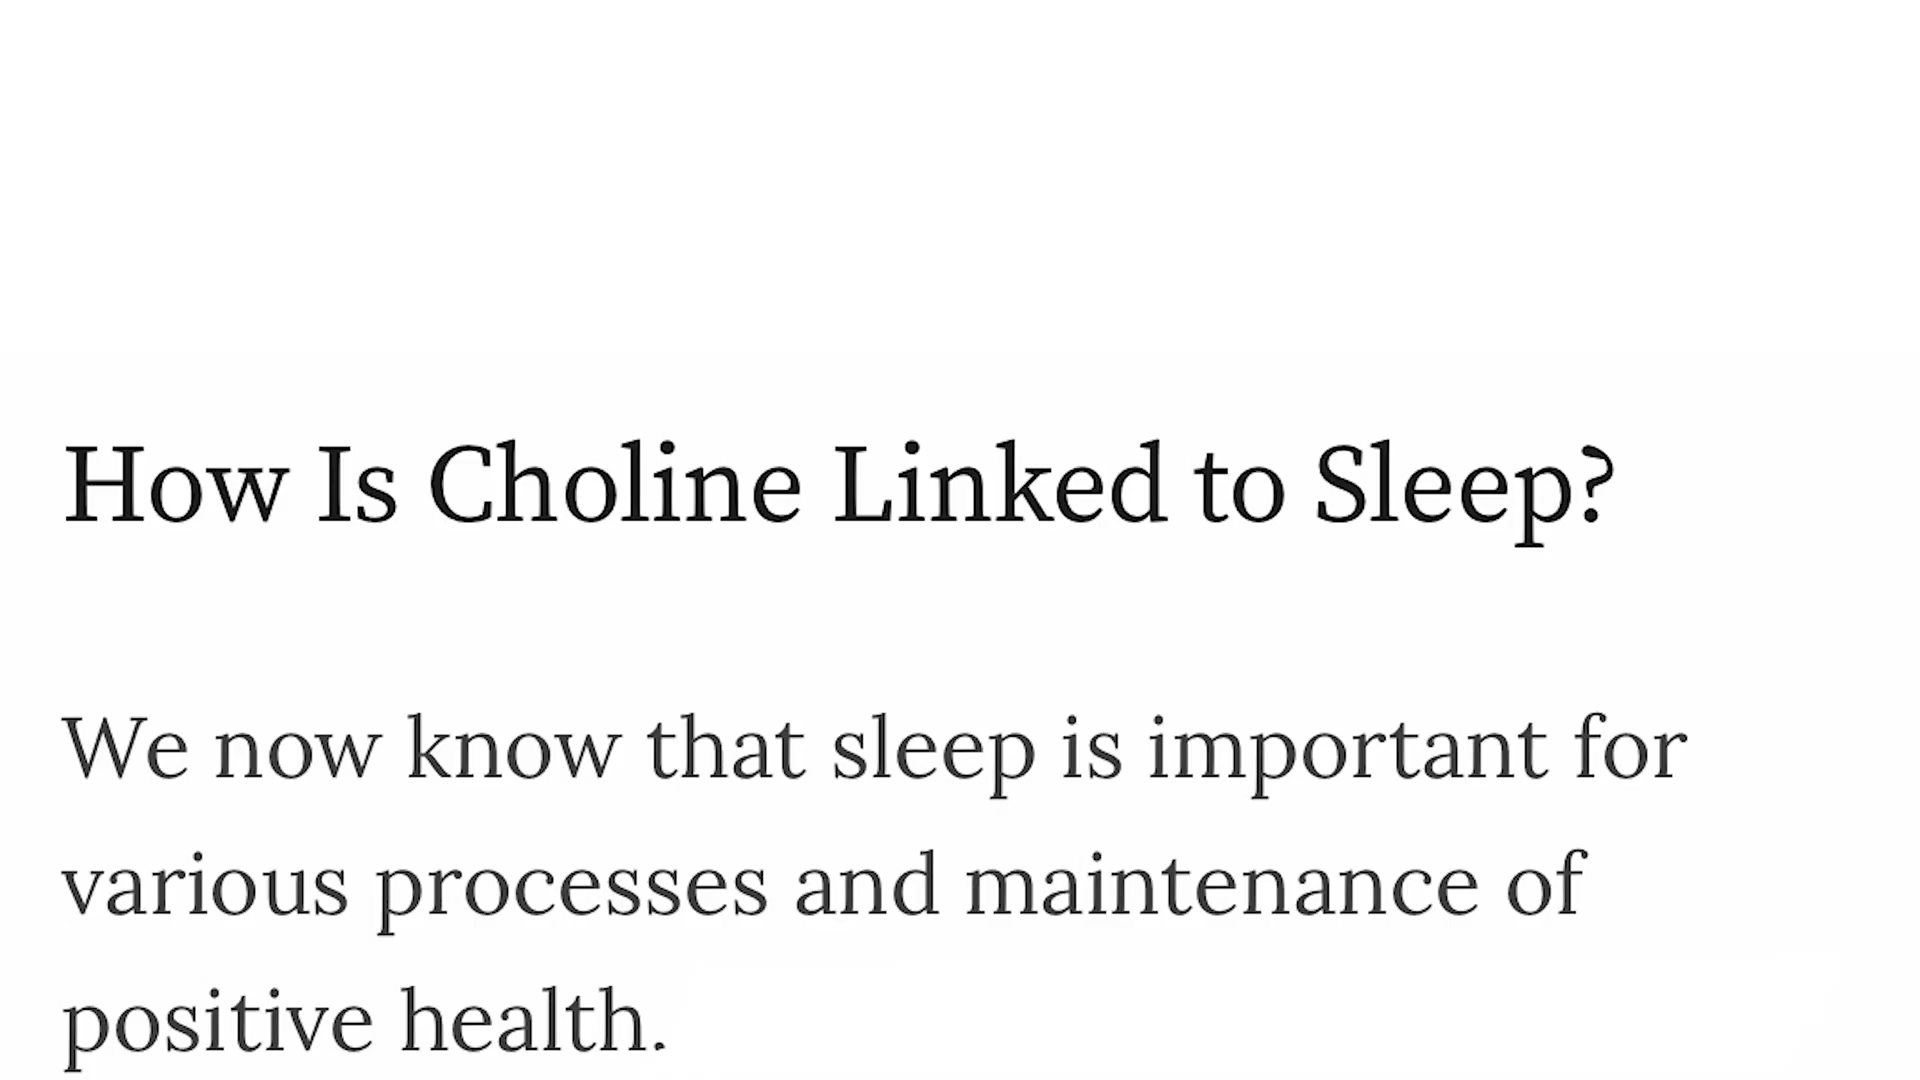 How Is Choline Linked to Sleep?
We now know that sleep is important for
various processes and maintenance of
positive health.